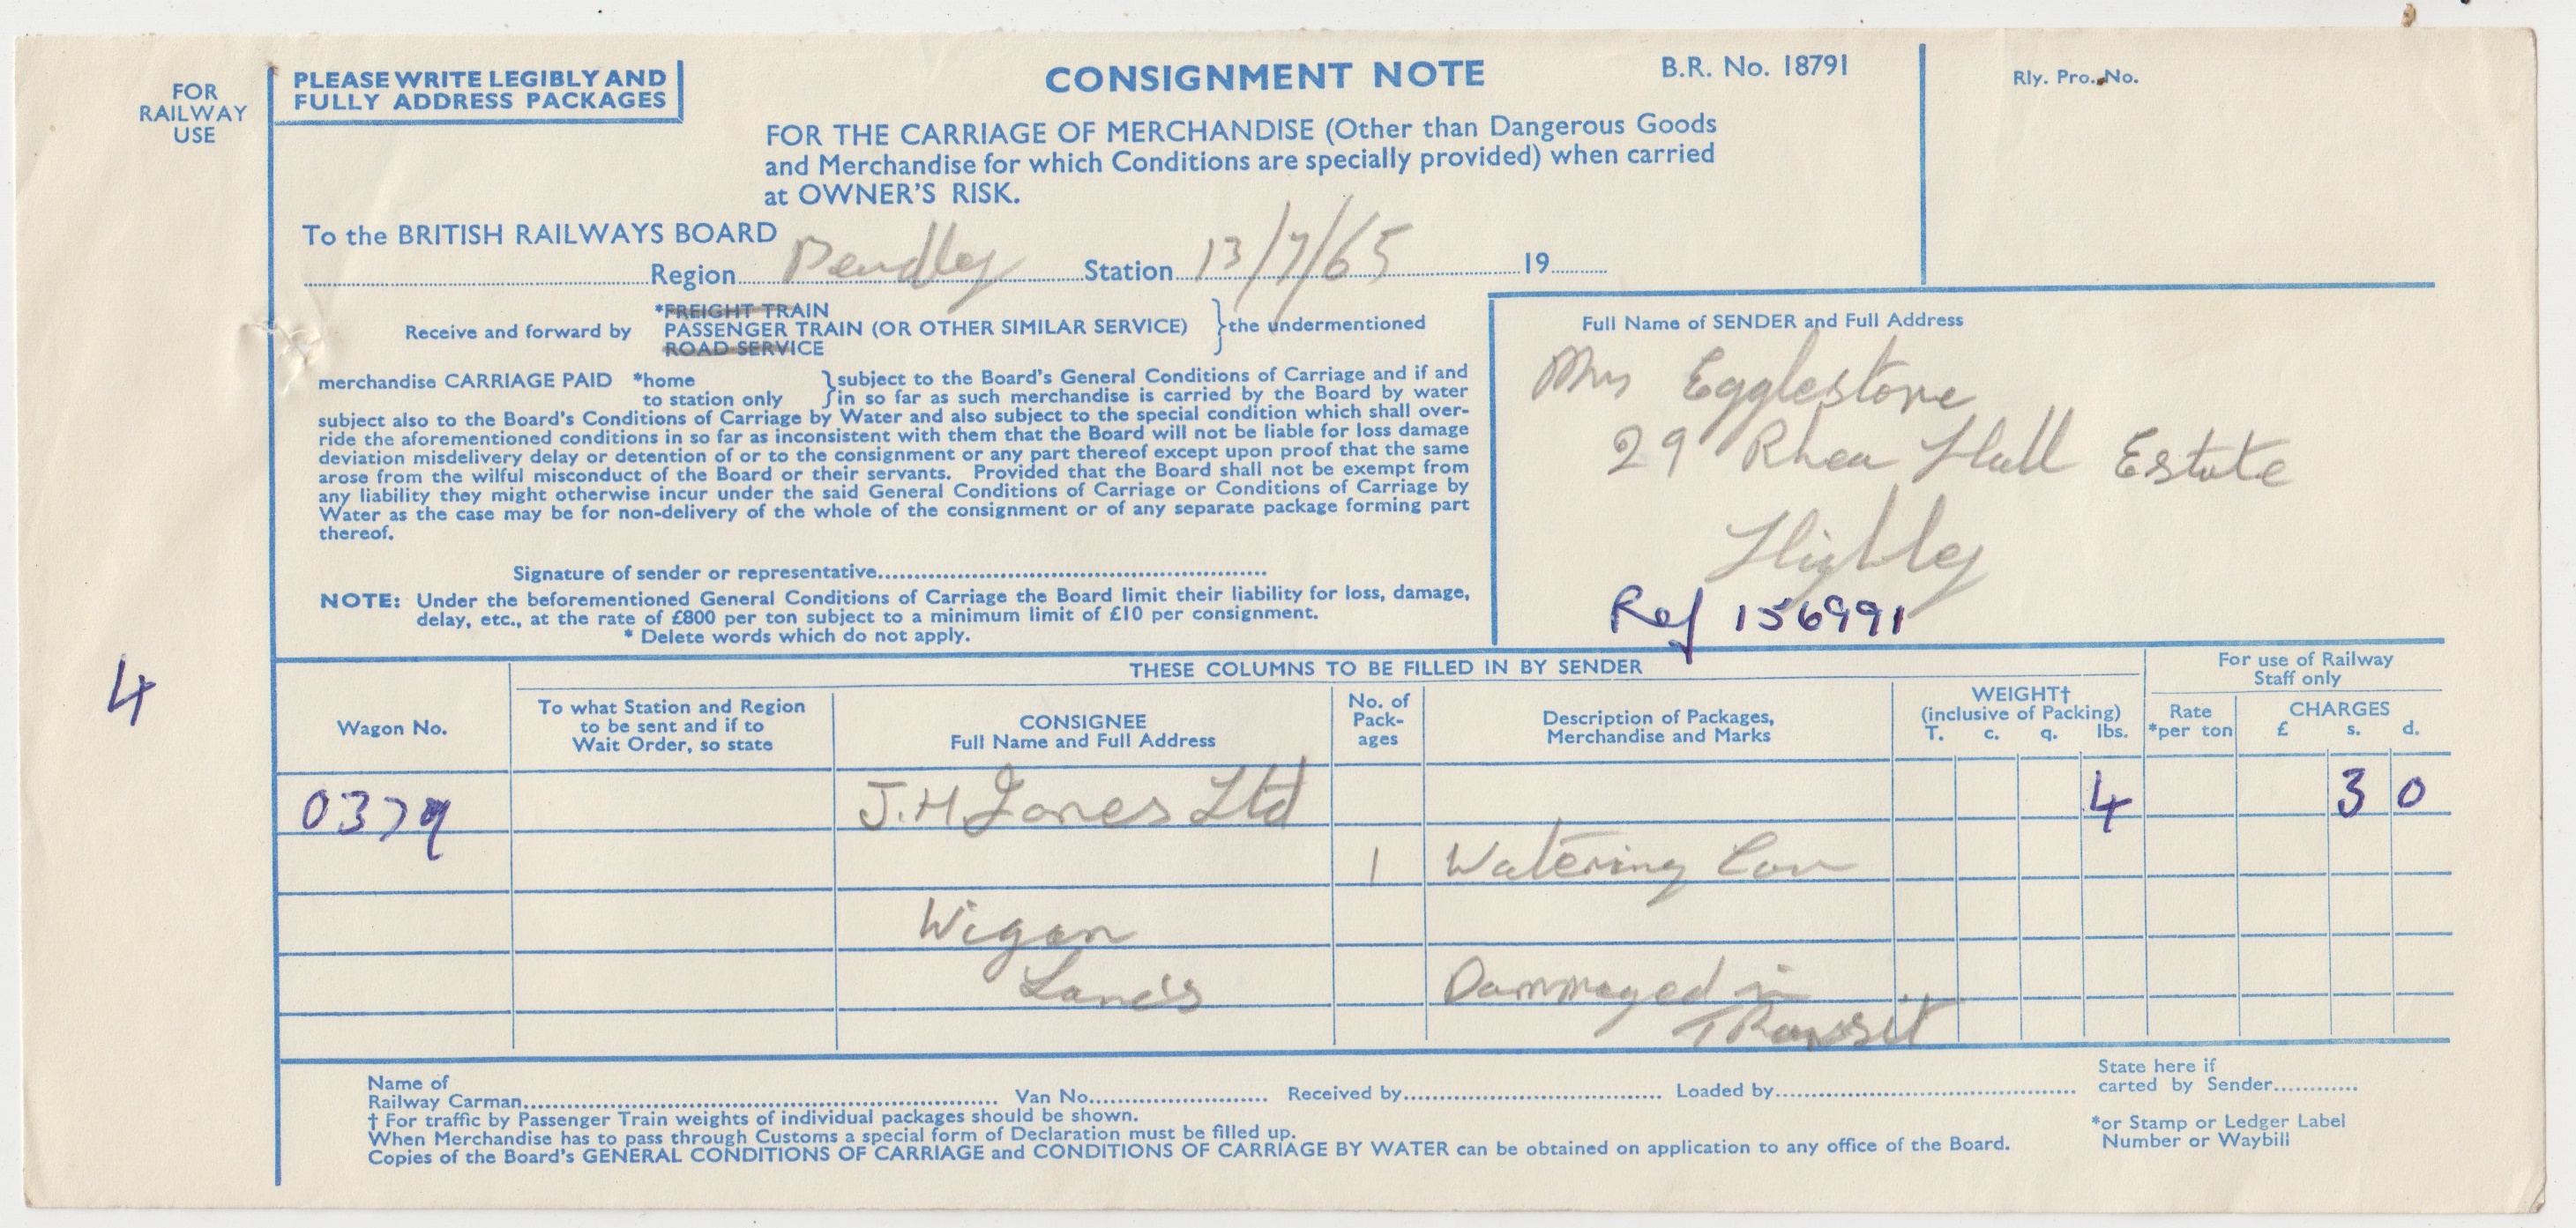 FOR
RAILWAY
USE
PLEASE WRITE LEGIBLY AND
FULLY ADDRESS PACKAGES
CONSIGNMENT NOTE
B.R. No. 18791
Rly. Pro. No.
FOR THE CARRIAGE OF MERCHANDISE (Other than Dangerous Goods
and Merchandise for which Conditions are specially provided) when carried
at OWNER'S RISK.
To the BRITISH RAILWAYS BOARD
Region Station 13/7/65 19
*FREIGHT TRAIN
Receive and forward by PASSENGER TRAIN (OR OTHER SIMILAR SERVICE) } the undermentioned
ROAD SERVICE
merchandise CARRIAGE PAID *home } subject to the Board's General Conditions of Carriage and if and
to station only in so far as such merchandise is carried by the Board by water
subject also to the Board's Conditions of Carriage by Water and also subject to the special condition which shall over-
ride the aforementioned conditions in so far as inconsistent with them that the Board will not be liable for loss damage
deviation misdelivery delay or detention of or to the consignment or any part thereof except upon proof that the same
arose from the wilful misconduct of the Board or their servants. Provided that the Board shall not be exempt from
any liability they might otherwise incur under the said General Conditions of Carriage or Conditions of Carriage by
Water as the case may be for non-delivery of the whole of the consignment or of any separate package forming part
thereof.
Signature of sender or representative
NOTE: Under the beforementioned General Conditions of Carriage the Board limit their liability for loss, damage,
delay, etc., at the rate of £800 per ton subject to a minimum limit of £10 per consignment.
* Delete words which do not apply.
Full Name of SENDER and Full Address
Mrs Egglestone
29 Rhea Hall Estate
Highley
Ref 156991
4
THESE COLUMNS TO BE FILLED IN BY SENDER
For use of Railway
Staff only
Wagon No.
To what Station and Region
to be sent and if to
Wait Order, so state
CONSIGNEE
Full Name and Full Address
No. of
Pack-
ages
Description of Packages,
Merchandise and Marks
WEIGHT†
(inclusive of Packing)
T. c. q. lbs.
Rate
*per ton
CHARGES
£ s. d.
0379 J.H Jones Ltd 4 3 0
1 Watering Can
Wigan
Lancs Dammaged in
Transit
Name of
Railway Carman Van No. Received by Loaded by
State here if
carted by Sender
† For traffic by Passenger Train weights of individual packages should be shown.
When Merchandise has to pass through Customs a special form of Declaration must be filled up.
Copies of the Board's GENERAL CONDITIONS OF CARRIAGE and CONDITIONS OF CARRIAGE BY WATER can be obtained on application to any office of the Board.
*or Stamp or Ledger Label
Number or Waybill